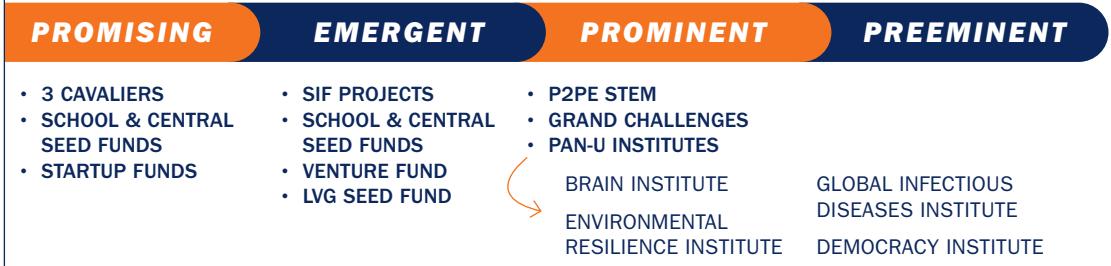 PROMISING EMERGENT PROMINENT PREEMINENT
• 3 CAVALIERS
• SCHOOL & CENTRAL
SEED FUNDS
• STARTUP FUNDS
• SIF PROJECTS
• SCHOOL & CENTRAL
SEED FUNDS
• VENTURE FUND
• LVG SEED FUND
• P2PE STEM
• GRAND CHALLENGES
• PAN-U INSTITUTES
BRAIN INSTITUTE
ENVIRONMENTAL
RESILIENCE INSTITUTE
GLOBAL INFECTIOUS
DISEASES INSTITUTE
DEMOCRACY INSTITUTE